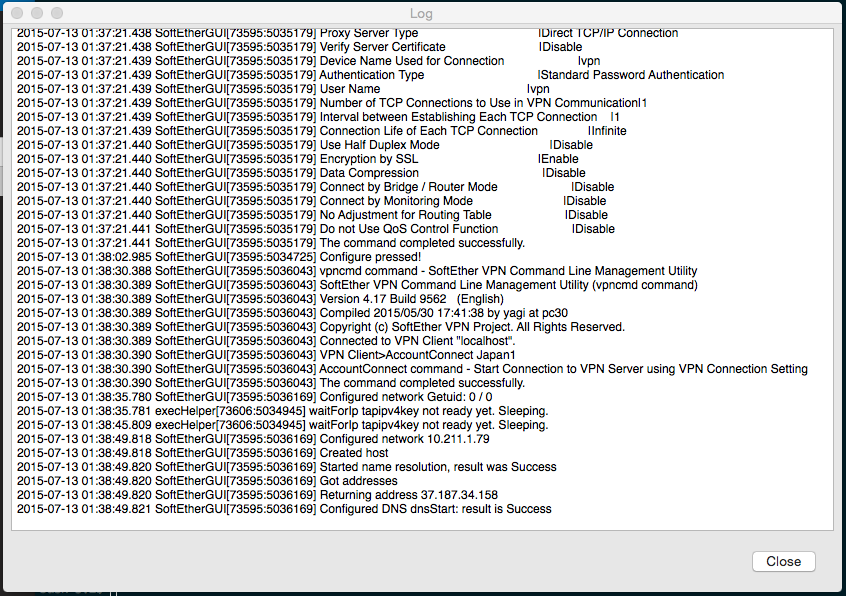 Log
2015-07-13 01:37:21.438 SoftEtherGUI[73595:5035179] Proxy Server Type |Direct TCP/IP Connection
2015-07-13 01:37:21.438 SoftEtherGUI[73595:5035179] Verify Server Certificate |Disable
2015-07-13 01:37:21.439 SoftEtherGUI[73595:5035179] Device Name Used for Connection |vpn
2015-07-13 01:37:21.439 SoftEtherGUI[73595:5035179] Authentication Type |Standard Password Authentication
2015-07-13 01:37:21.439 SoftEtherGUI[73595:5035179] User Name |vpn
2015-07-13 01:37:21.439 SoftEtherGUI[73595:5035179] Number of TCP Connections to Use in VPN Communication|1
2015-07-13 01:37:21.439 SoftEtherGUI[73595:5035179] Interval between Establishing Each TCP Connection |1
2015-07-13 01:37:21.439 SoftEtherGUI[73595:5035179] Connection Life of Each TCP Connection |Infinite
2015-07-13 01:37:21.440 SoftEtherGUI[73595:5035179] Use Half Duplex Mode |Disable
2015-07-13 01:37:21.440 SoftEtherGUI[73595:5035179] Encryption by SSL |Enable
2015-07-13 01:37:21.440 SoftEtherGUI[73595:5035179] Data Compression |Disable
2015-07-13 01:37:21.440 SoftEtherGUI[73595:5035179] Connect by Bridge / Router Mode |Disable
2015-07-13 01:37:21.440 SoftEtherGUI[73595:5035179] Connect by Monitoring Mode |Disable
2015-07-13 01:37:21.440 SoftEtherGUI[73595:5035179] No Adjustment for Routing Table |Disable
2015-07-13 01:37:21.441 SoftEtherGUI[73595:5035179] Do not Use QoS Control Function |Disable
2015-07-13 01:37:21.441 SoftEtherGUI[73595:5035179] The command completed successfully.
2015-07-13 01:38:02.985 SoftEtherGUI[73595:5034725] Configure pressed!
2015-07-13 01:38:30.388 SoftEtherGUI[73595:5036043] vpncmd command - SoftEther VPN Command Line Management Utility
2015-07-13 01:38:30.389 SoftEtherGUI[73595:5036043] SoftEther VPN Command Line Management Utility (vpncmd command)
2015-07-13 01:38:30.389 SoftEtherGUI[73595:5036043] Version 4.17 Build 9562 (English)
2015-07-13 01:38:30.389 SoftEtherGUI[73595:5036043] Compiled 2015/05/30 17:41:38 by yagi at pc30
2015-07-13 01:38:30.389 SoftEtherGUI[73595:5036043] Copyright (c) SoftEther VPN Project. All Rights Reserved.
2015-07-13 01:38:30.389 SoftEtherGUI[73595:5036043] Connected to VPN Client "localhost".
2015-07-13 01:38:30.390 SoftEtherGUI[73595:5036043] VPN Client>AccountConnect Japan1
2015-07-13 01:38:30.390 SoftEtherGUI[73595:5036043] AccountConnect command - Start Connection to VPN Server using VPN Connection Setting
2015-07-13 01:38:30.390 SoftEtherGUI[73595:5036043] The command completed successfully.
2015-07-13 01:38:35.780 SoftEtherGUI[73595:5036169] Configured network Getuid: 0 / 0
2015-07-13 01:38:35.781 execHelper[73606:5034945] waitForIp tapipv4key not ready yet. Sleeping.
2015-07-13 01:38:45.809 execHelper[73606:5034945] waitForIp tapipv4key not ready yet. Sleeping.
2015-07-13 01:38:49.818 SoftEtherGUI[73595:5036169] Configured network 10.211.1.79
2015-07-13 01:38:49.818 SoftEtherGUI[73595:5036169] Created host
2015-07-13 01:38:49.820 SoftEtherGUI[73595:5036169] Started name resolution, result was Success
2015-07-13 01:38:49.820 SoftEtherGUI[73595:5036169] Got addresses
2015-07-13 01:38:49.820 SoftEtherGUI[73595:5036169] Returning address 37.187.34.158
2015-07-13 01:38:49.821 SoftEtherGUI[73595:5036169] Configured DNS dnsStart: result is Success
Close